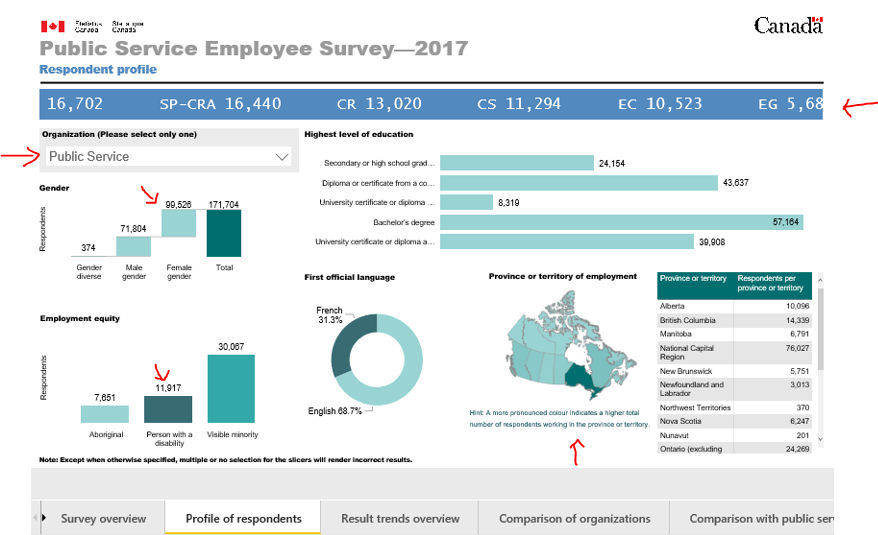 Statistics Statistique
Canada Canada
Canada
Public Service Employee Survey—2017
Respondent profile
16,702 SP-CRA 16,440 CR 13,020 CS 11,294 EC 10,523 EG 5,68
Organization (Please select only one)
Public Service
Highest level of education
Secondary or high school grad... 24,154
Diploma or certificate from a co... 43,637
University certificate or diploma ... 8,319
Bachelor's degree 57,164
University certificate or diploma a... 39,908
Gender
Respondents
374
71,804
99,526
171,704
Gender
diverse
Male
gender
Female
gender
Total
First official language
French
31.3%
English 68.7%
Province or territory of employment
Hint: A more pronounced colour indicates a higher total
number of respondents working in the province or territory.
Province or territory Respondents per
province or territory
Alberta 10,096
British Columbia 14,339
Manitoba 6,791
National Capital 76,027
Region
New Brunswick 5,751
Newfoundland and 3,013
Labrador
Northwest Territories 370
Nova Scotia 6,247
Nunavut 201
Ontario (excluding 24,269
Employment equity
Respondents
7,651
11,917
30,067
Aboriginal
Person with a
disability
Visible minority
Note: Except when otherwise specified, multiple or no selection for the slicers will render incorrect results.
Survey overview
Profile of respondents
Result trends overview
Comparison of organizations
Comparison with public serv